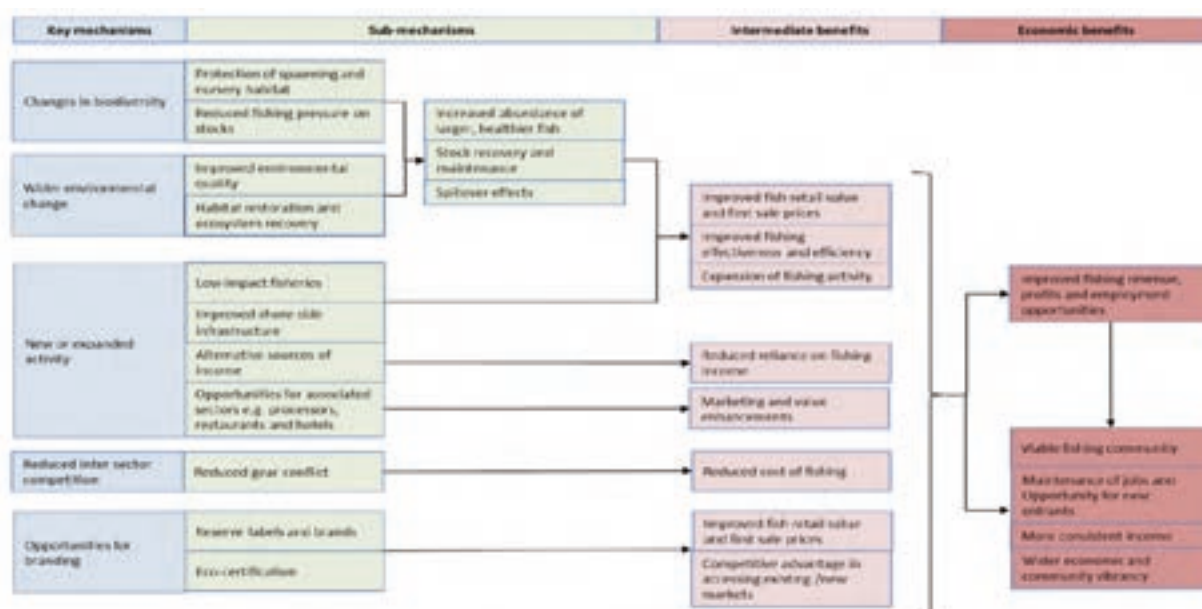 Key mechanisms
Sub-mechanisms
Intermediate benefits
Economic benefits
Changes in biodiversity
Protection of spawning and
nursery habitat
Reduced fishing pressure on
stocks
Wider environmental
change
Improved environmental
quality
Habitat restoration and
ecosystem recovery
Increased abundance of
larger, healthier fish
Stock recovery and
maintenance
Spillover effects
Improved fish retail value
and first sale prices
Improved fishing
effectiveness and efficiency
Expansion of fishing activity
New or expanded
activity
Low impact fisheries
Improved shore side
infrastructure
Alternative sources of
income
Opportunities for associated
sectors e.g. processors,
restaurants and hotels
Reduced reliance on fishing
income
Marketing and value
enhancements
Reduced inter sector
competition
Reduced gear conflict
Reduced cost of fishing
Opportunities for
branding
Reserve labels and brands
Eco-certification
Improved fish retail value
and first sale prices
Competitive advantage in
accessing existing /new
markets
Improved fishing revenue,
profits and employment
opportunities
Viable fishing community
Maintenance of jobs and
Opportunity for new
entrants
More consistent income
Wider economic and
community vibrancy